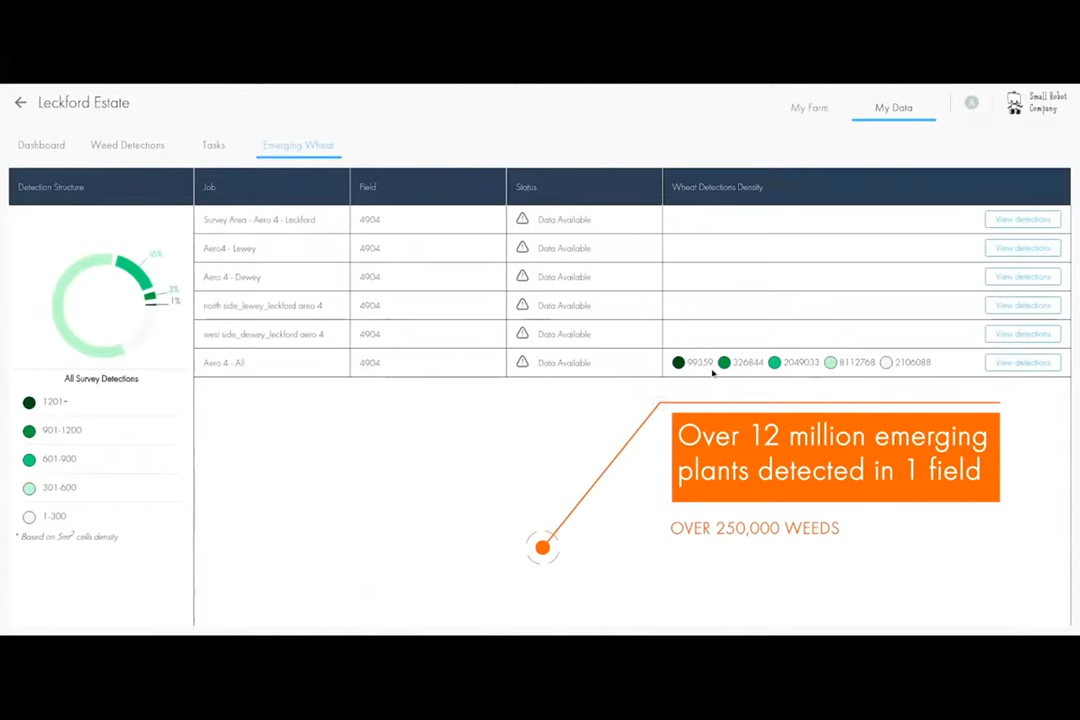 Leckford Estate
My Farm
My Data
A
Small Robot
Company
Dashboard
Weed Detections
Tasks
Emerging Wheat
Detection Structure
Job
Field
Status
Wheat Detections Density
Survey Area - Aero 4 - Leckford
4904
Data Available
View detections
Aero4 - Lewey
4904
Data Available
View detections
Aero 4 - Dewey
4904
Data Available
View detections
north side_lewey_leckford area 4
4904
Data Available
View detections
west side_dewey_leckford aero 4
4904
Data Available
View detections
Aero 4 - All
4904
Data Available
99359 326844 2049033 8112768 2106088
View detections
16%
3%
1%
All Survey Detections
1201+
901-1200
601-900
301-600
1-300
* Based on 5mt² cells density
Over 12 million emerging
plants detected in 1 field
OVER 250,000 WEEDS